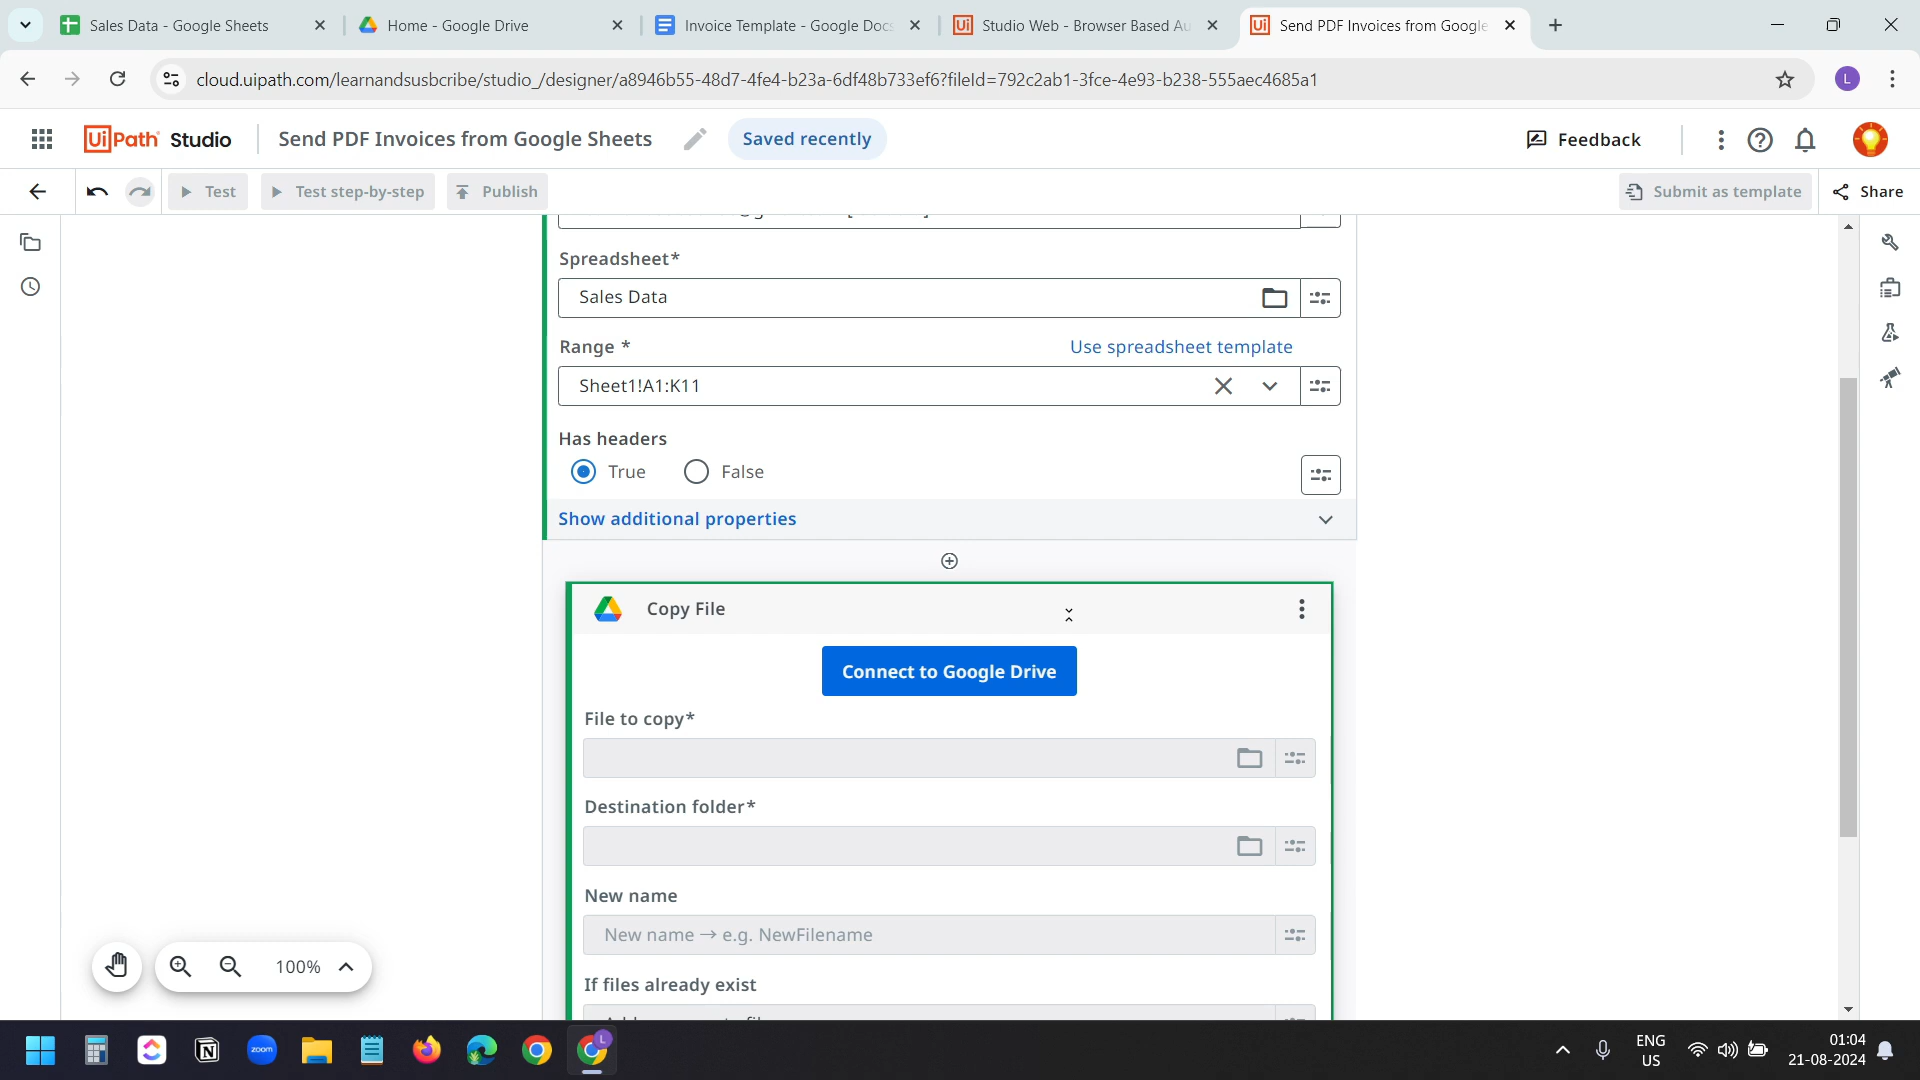 Sales Data - Google Sheets
Home - Google Drive
Invoice Template - Google Docs
Studio Web - Browser Based Au
Send PDF Invoices from Google
cloud.uipath.com/learnandsusbcribe/studio_/designer/a8946b55-48d7-4fe4-b23a-6df48b733ef6?fileId=792c2ab1-3fce-4e93-b238-555aec4685a1
L
UiPath Studio
Send PDF Invoices from Google Sheets
Saved recently
Feedback
Test
Test step-by-step
Publish
Submit as template
Share
Spreadsheet*
Sales Data
Range *
Use spreadsheet template
Sheet1!A1:K11
Has headers
True
False
Show additional properties
Copy File
Connect to Google Drive
File to copy*
Destination folder*
New name
New name → e.g. NewFilename
If files already exist
100%
zoom
L
ENG
US
01:04
21-08-2024